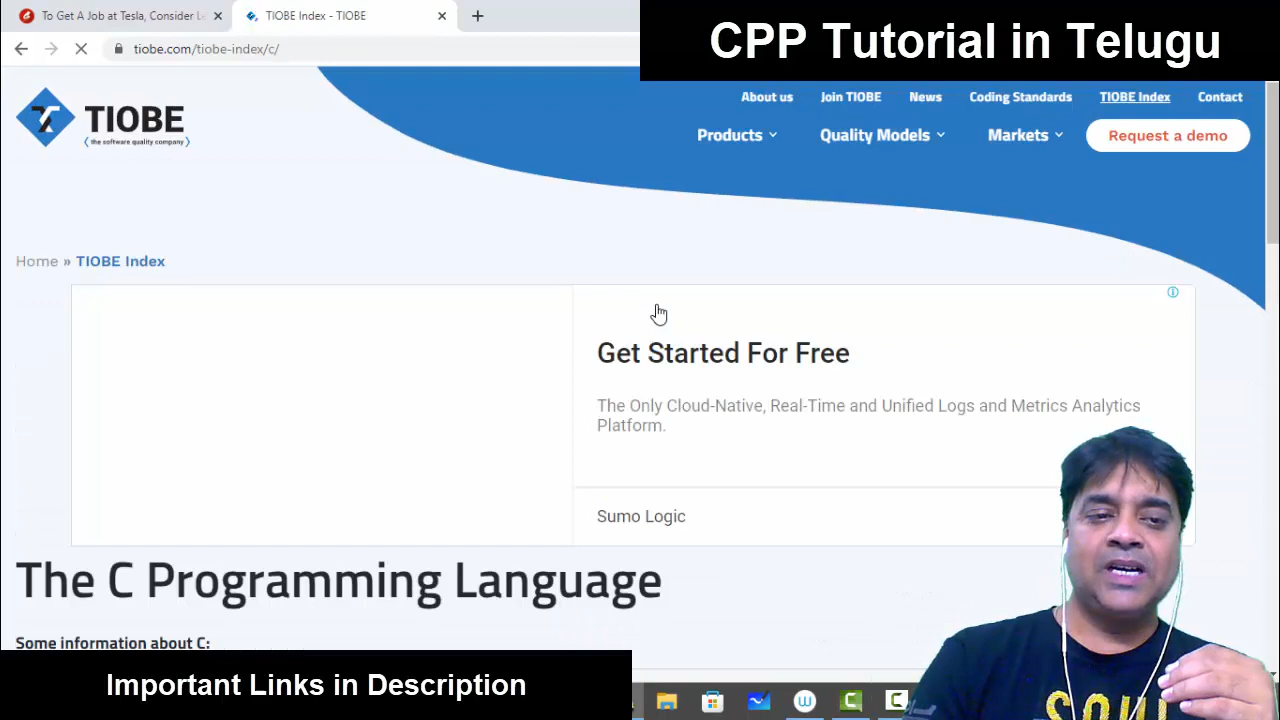 To Get A Job at Tesla, Consider L
TIOBE Index - TIOBE
tiobe.com/tiobe-index/c/
CPP Tutorial in Telugu
TIOBE
(the software quality company)
About us
Join TIOBE
News
Coding Standards
TIOBE Index
Contact
Products
Quality Models
Markets
Request a demo
Home » TIOBE Index
Get Started For Free
The Only Cloud-Native, Real-Time and Unified Logs and Metrics Analytics
Platform.
Sumo Logic
The C Programming Language
Some information about C:
Important Links in Description